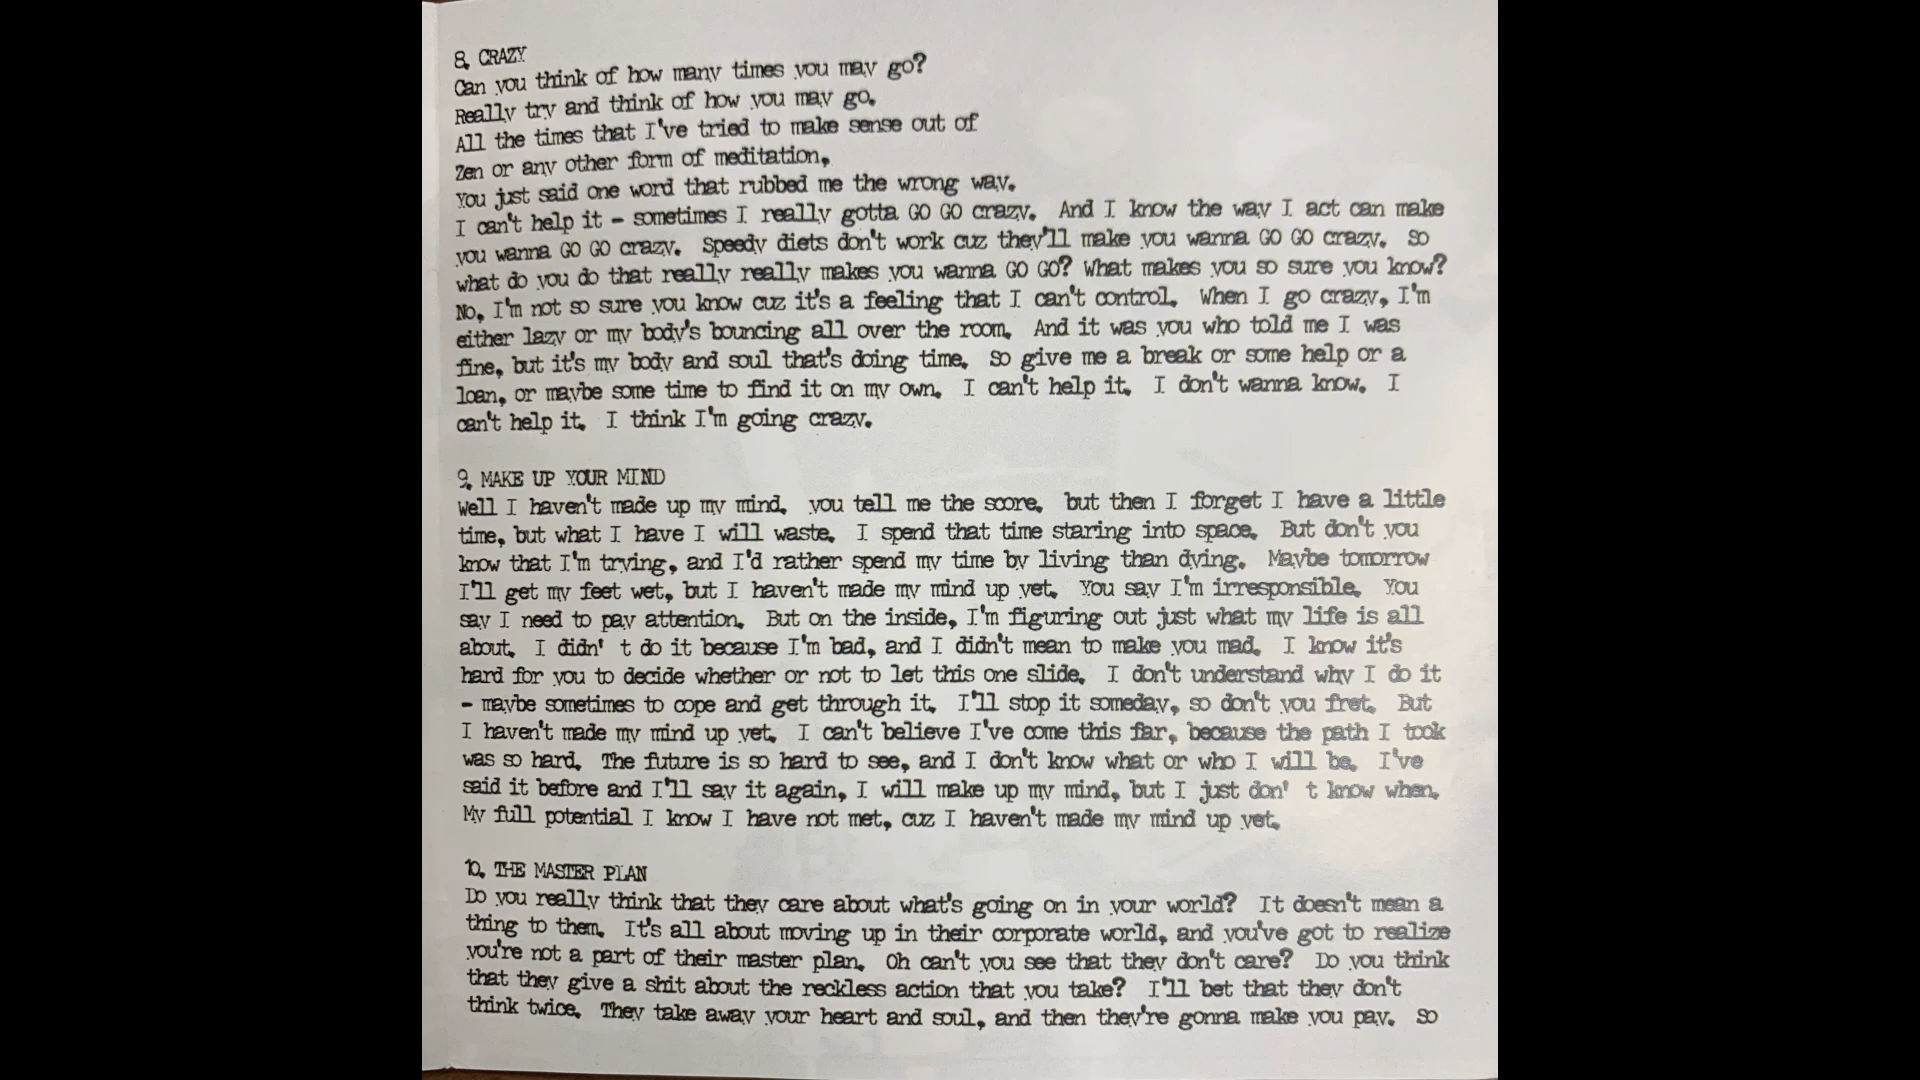 8. CRAZY
Can you think of how many times you may go?
Really try and think of how you may go.
All the times that I've tried to make sense out of
Zen or any other form of meditation,
You just said one word that rubbed me the wrong way.
I can't help it - sometimes I really gotta GO GO crazy. And I know the way I act can make
you wanna GO GO crazy. Speedy diets don't work cuz they'll make you wanna GO GO crazy. So
what do you do that really really makes you wanna GO GO? What makes you so sure you know?
No, I'm not so sure you know cuz it's a feeling that I can't control. When I go crazy, I'm
either lazy or my body's bouncing all over the room. And it was you who told me I was
fine, but it's my body and soul that's doing time. So give me a break or some help or a
loan, or maybe some time to find it on my own. I can't help it. I don't wanna know. I
can't help it. I think I'm going crazy.
9. MAKE UP YOUR MIND
Well I haven't made up my mind. you tell me the score. but then I forget I have a little
time, but what I have I will waste. I spend that time staring into space. But don't you
know that I'm trying, and I'd rather spend my time by living than dying. Maybe tomorrow
I'll get my feet wet, but I haven't made my mind up yet. You say I'm irresponsible. You
say I need to pay attention. But on the inside, I'm figuring out just what my life is all
about. I didn' t do it because I'm bad, and I didn't mean to make you mad. I know it's
hard for you to decide whether or not to let this one slide. I don't understand why I do it
- maybe sometimes to cope and get through it. I'll stop it someday, so don't you fret. But
I haven't made my mind up yet. I can't believe I've come this far, because the path I took
was so hard. The future is so hard to see, and I don't know what or who I will be. I've
said it before and I'll say it again, I will make up my mind, but I just don' t know when.
My full potential I know I have not met, cuz I haven't made my mind up yet.
10. THE MASTER PLAN
Do you really think that they care about what's going on in your world? It doesn't mean a
thing to them. It's all about moving up in their corporate world, and you've got to realize
you're not a part of their master plan. Oh can't you see that they don't care? Do you think
that they give a shit about the reckless action that you take? I'll bet that they don't
think twice. They take away your heart and soul, and then they're gonna make you pay. So